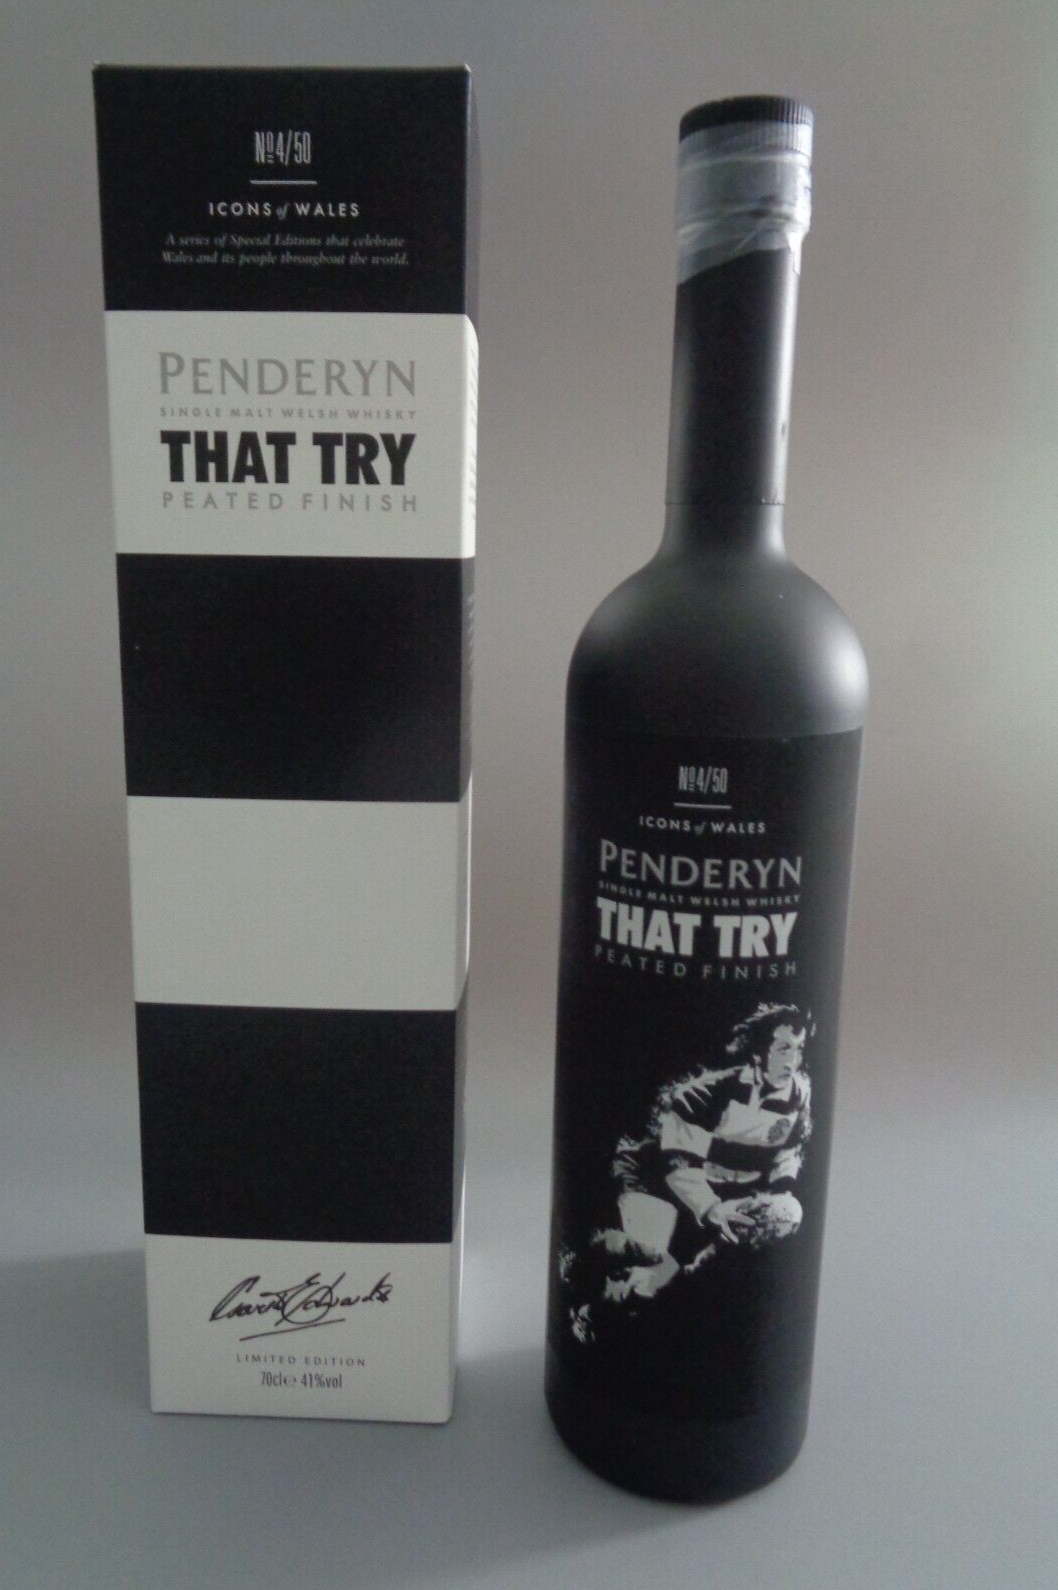 Nº4/50
ICONS of WALES
A series of Special Editions that celebrate
Wales and its people throughout the world.
PENDERYN
SINGLE MALT WELSH WHISKY
THAT TRY
PEATED FINISH
Gareth Edwards
LIMITED EDITION
70cl℮ 41%vol
Nº4/50
ICONS of WALES
PENDERYN
SINGLE MALT WELSH WHISKY
THAT TRY
PEATED FINISH